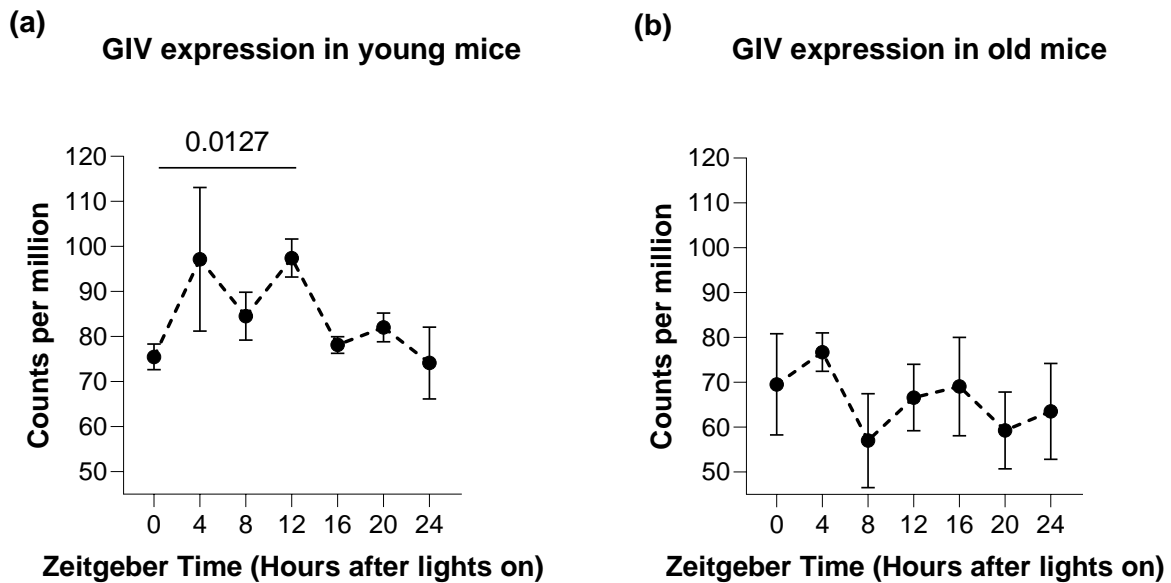 (a)
GIV expression in young mice
0.0127
120
110
100
90
80
70
60
50
Counts per million
0 4 8 12 16 20 24
Zeitgeber Time (Hours after lights on)
(b)
GIV expression in old mice
120
110
100
90
80
70
60
50
Counts per million
0 4 8 12 16 20 24
Zeitgeber Time (Hours after lights on)